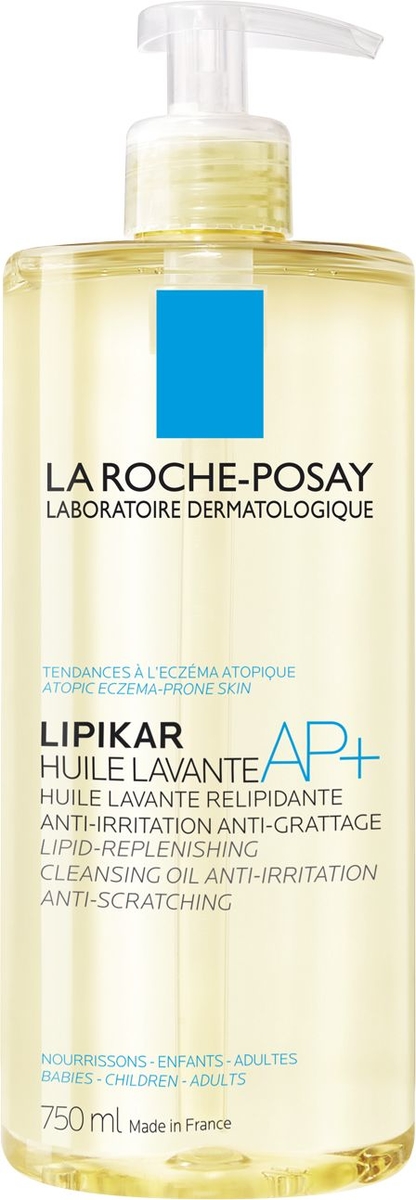 LA ROCHE-POSAY
LABORATOIRE DERMATOLOGIQUE
TENDANCES À L'ECZÉMA ATOPIQUE
ATOPIC ECZEMA-PRONE SKIN
LIPIKAR
HUILE LAVANTE AP+
HUILE LAVANTE RELIPIDANTE
ANTI-IRRITATION ANTI-GRATTAGE
LIPID-REPLENISHING
CLEANSING OIL ANTI-IRRITATION
ANTI-SCRATCHING
NOURRISSONS - ENFANTS - ADULTES
BABIES - CHILDREN - ADULTS
750 ml Made in France